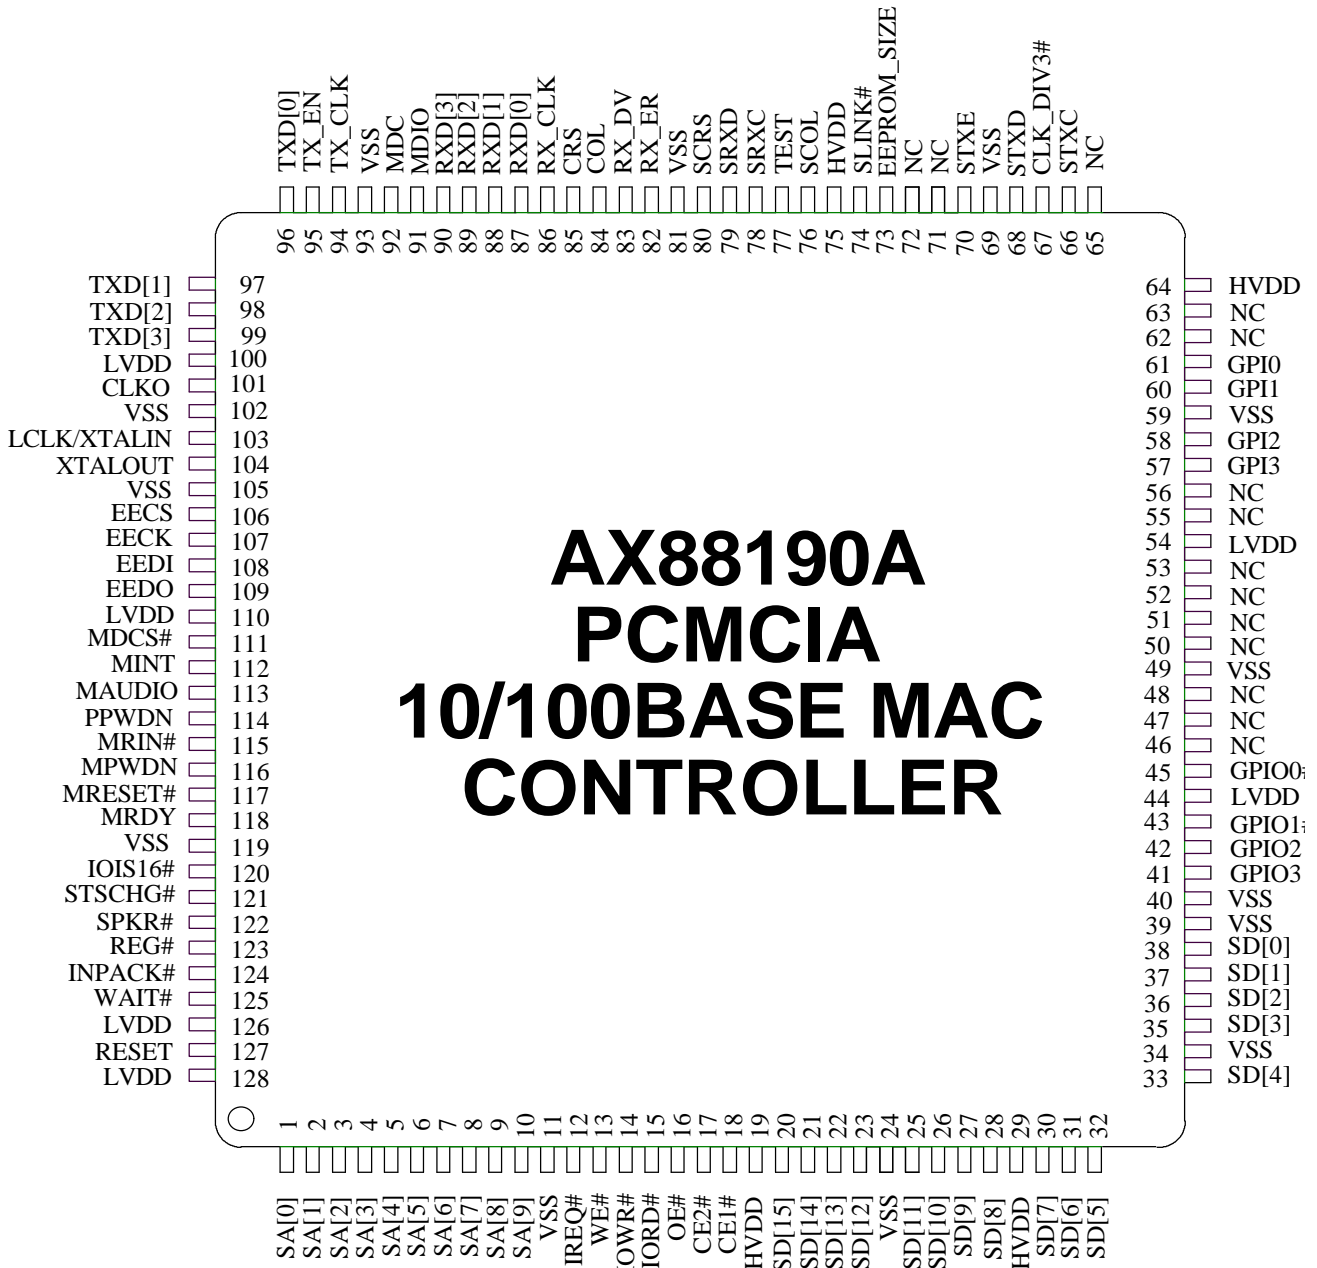 TXD[0] TX_EN TX_CLK VSS MDC MDIO RXD[3] RXD[2] RXD[1] RXD[0] RX_CLK CRS COL RX_DV RX_ER VSS SCRS SRXD SRXC TEST SCOL HVDD SLINK# EEPROM_SIZE NC NC STXE VSS STXD CLK_DIV3# STXC NC
96 95 94 93 92 91 90 89 88 87 86 85 84 83 82 81 80 79 78 77 76 75 74 73 72 71 70 69 68 67 66 65
TXD[1] 97
TXD[2] 98
TXD[3] 99
LVDD 100
CLKO 101
VSS 102
LCLK/XTALIN 103
XTALOUT 104
VSS 105
EECS 106
EECK 107
EEDI 108
EEDO 109
LVDD 110
MDCS# 111
MINT 112
MAUDIO 113
PPWDN 114
MRIN# 115
MPWDN 116
MRESET# 117
MRDY 118
VSS 119
IOIS16# 120
STSCHG# 121
SPKR# 122
REG# 123
INPACK# 124
WAIT# 125
LVDD 126
RESET 127
LVDD 128
AX88190A
PCMCIA
10/100BASE MAC
CONTROLLER
64 HVDD
63 NC
62 NC
61 GPI0
60 GPI1
59 VSS
58 GPI2
57 GPI3
56 NC
55 NC
54 LVDD
53 NC
52 NC
51 NC
50 NC
49 VSS
48 NC
47 NC
46 NC
45 GPIO0#
44 LVDD
43 GPIO1#
42 GPIO2
41 GPIO3
40 VSS
39 VSS
38 SD[0]
37 SD[1]
36 SD[2]
35 SD[3]
34 VSS
33 SD[4]
1 2 3 4 5 6 7 8 9 10 11 12 13 14 15 16 17 18 19 20 21 22 23 24 25 26 27 28 29 30 31 32
SA[0] SA[1] SA[2] SA[3] SA[4] SA[5] SA[6] SA[7] SA[8] SA[9] VSS IREQ# WE# IOWR# IORD# OE# CE2# CE1# HVDD SD[15] SD[14] SD[13] SD[12] VSS SD[11] SD[10] SD[9] SD[8] HVDD SD[7] SD[6] SD[5]